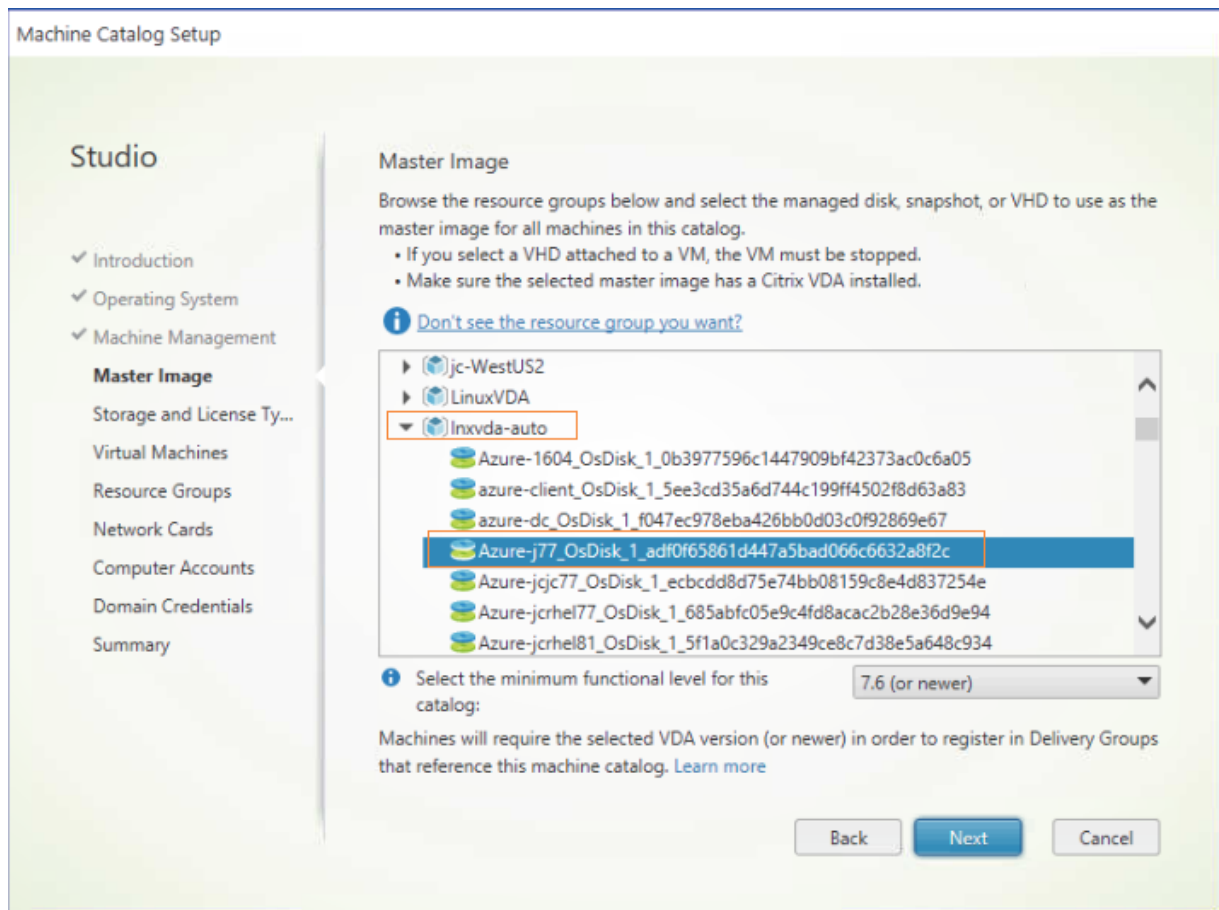 Machine Catalog Setup
Studio
Introduction
Operating System
Machine Management
Master Image
Storage and License Ty...
Virtual Machines
Resource Groups
Network Cards
Computer Accounts
Domain Credentials
Summary
Master Image
Browse the resource groups below and select the managed disk, snapshot, or VHD to use as the
master image for all machines in this catalog.
• If you select a VHD attached to a VM, the VM must be stopped.
• Make sure the selected master image has a Citrix VDA installed.
Don't see the resource group you want?
jc-WestUS2
LinuxVDA
lnxvda-auto
Azure-1604_OsDisk_1_0b3977596c1447909bf42373ac0c6a05
azure-client_OsDisk_1_5ee3cd35a6d744c199ff4502f8d63a83
azure-dc_OsDisk_1_f047ec978eba426bb0d03c0f92869e67
Azure-j77_OsDisk_1_adf0f65861d447a5bad066c6632a8f2c
Azure-jcjc77_OsDisk_1_ecbcdd8d75e74bb08159c8e4d837254e
Azure-jcrhel77_OsDisk_1_685abfc05e9c4fd8acac2b28e36d9e94
Azure-jcrhel81_OsDisk_1_5f1a0c329a2349ce8c7d38e5a648c934
Select the minimum functional level for this
catalog:
7.6 (or newer)
Machines will require the selected VDA version (or newer) in order to register in Delivery Groups
that reference this machine catalog. Learn more
Back
Next
Cancel